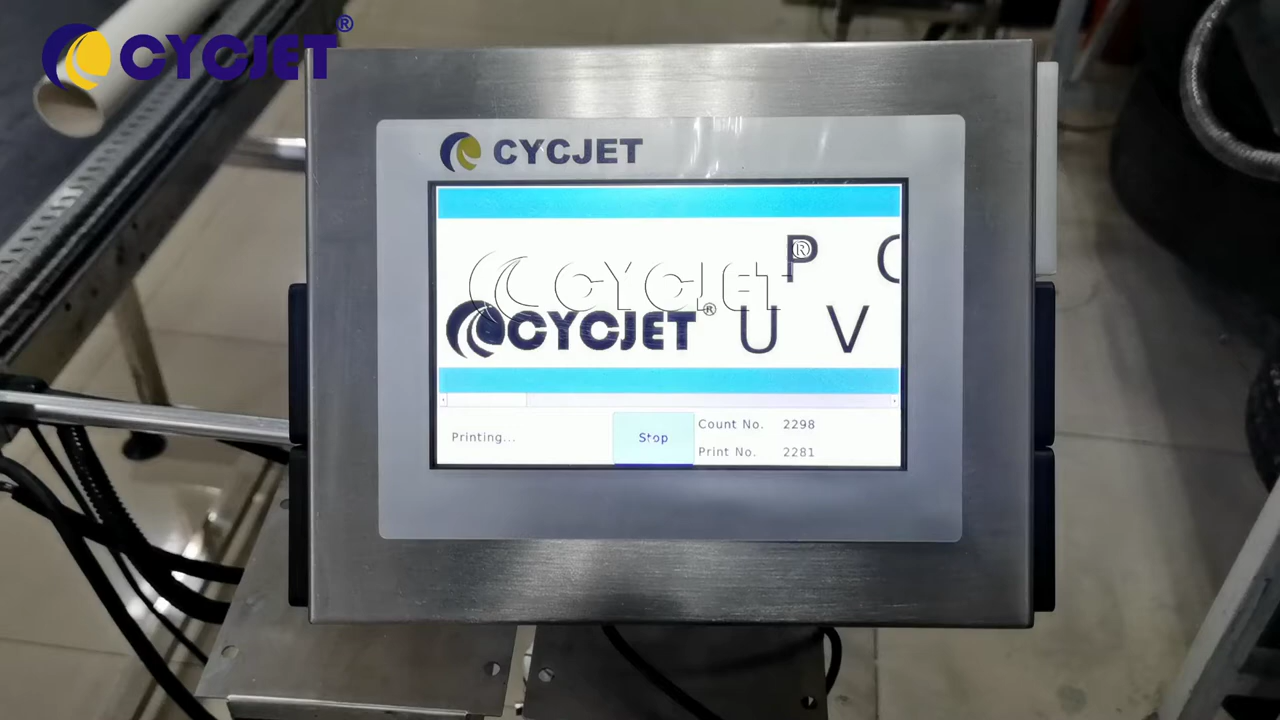 CYCJET®
CYCJET
CYCJET®
P
CYCJET® U V
Printing...
Stop
Count No. 2298
Print No. 2281